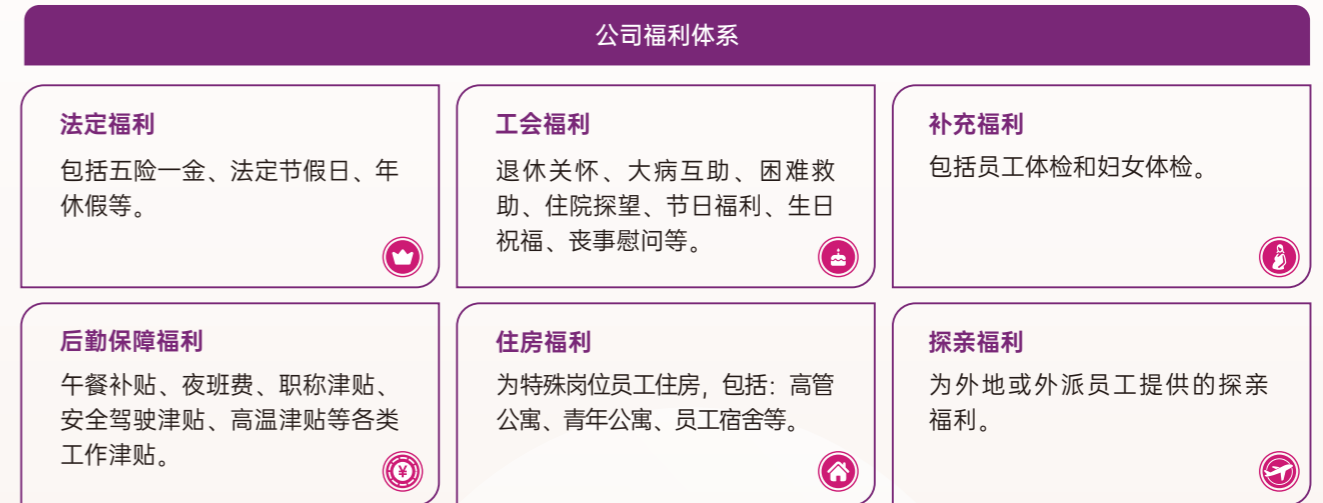 公司福利体系
法定福利
包括五险一金、法定节假日、年
休假等。
工会福利
退休关怀、大病互助、困难救
助、住院探望、节日福利、生日
祝福、丧事慰问等。
补充福利
包括员工体检和妇女体检。
后勤保障福利
午餐补贴、夜班费、职称津贴、
安全驾驶津贴、高温津贴等各类
工作津贴。
¥
住房福利
为特殊岗位员工住房，包括：高管
公寓、青年公寓、员工宿舍等。
探亲福利
为外地或外派员工提供的探亲
福利。